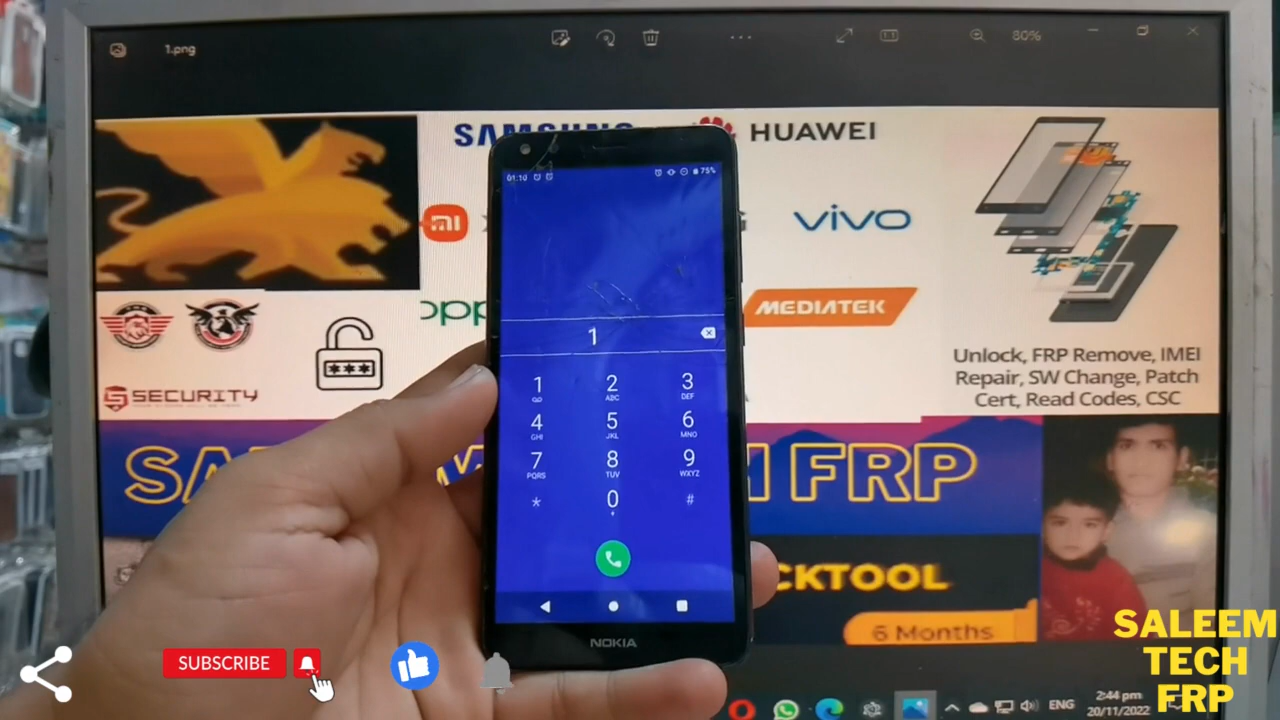 1.png
80%
SAMSUNG
HUAWEI
mi
vivo
oppo
MEDIATEK
SECURITY
***
Unlock, FRP Remove, IMEI
Repair, SW Change, Patch
Cert, Read Codes, CSC
FRP
CKTOOL
6 Months
01:10
75%
1
1
2 ABC
3 DEF
4 GHI
5 JKL
6 MNO
7 PQRS
8 TUV
9 WXYZ
*
0
#
NOKIA
SUBSCRIBE
SALEEM
TECH
FRP
ENG
2:44 pm
20/11/2022